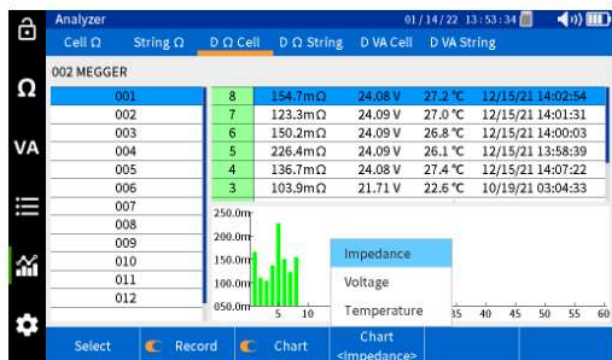 Analyzer 01/14/22 13:53:34
Cell Ω String Ω D Ω Cell D Ω String D VA Cell D VA String
002 MEGGER
Ω
VA
001
002
003
004
005
006
007
008
009
010
011
012
8 154.7mΩ 24.08 V 27.2 ℃ 12/15/21 14:02:54
7 123.3mΩ 24.09 V 27.0 ℃ 12/15/21 14:01:31
6 150.2mΩ 24.09 V 26.8 ℃ 12/15/21 14:00:03
5 226.4mΩ 24.09 V 26.1 ℃ 12/15/21 13:58:39
4 136.7mΩ 24.08 V 27.4 ℃ 12/15/21 14:07:22
3 103.9mΩ 21.71 V 22.6 ℃ 10/19/21 03:04:33
250.0m
200.0m
150.0m
100.0m
050.0m
5 10 35 40 45 50 55 60
Impedance
Voltage
Temperature
Select Record Chart Chart
<Impedance>